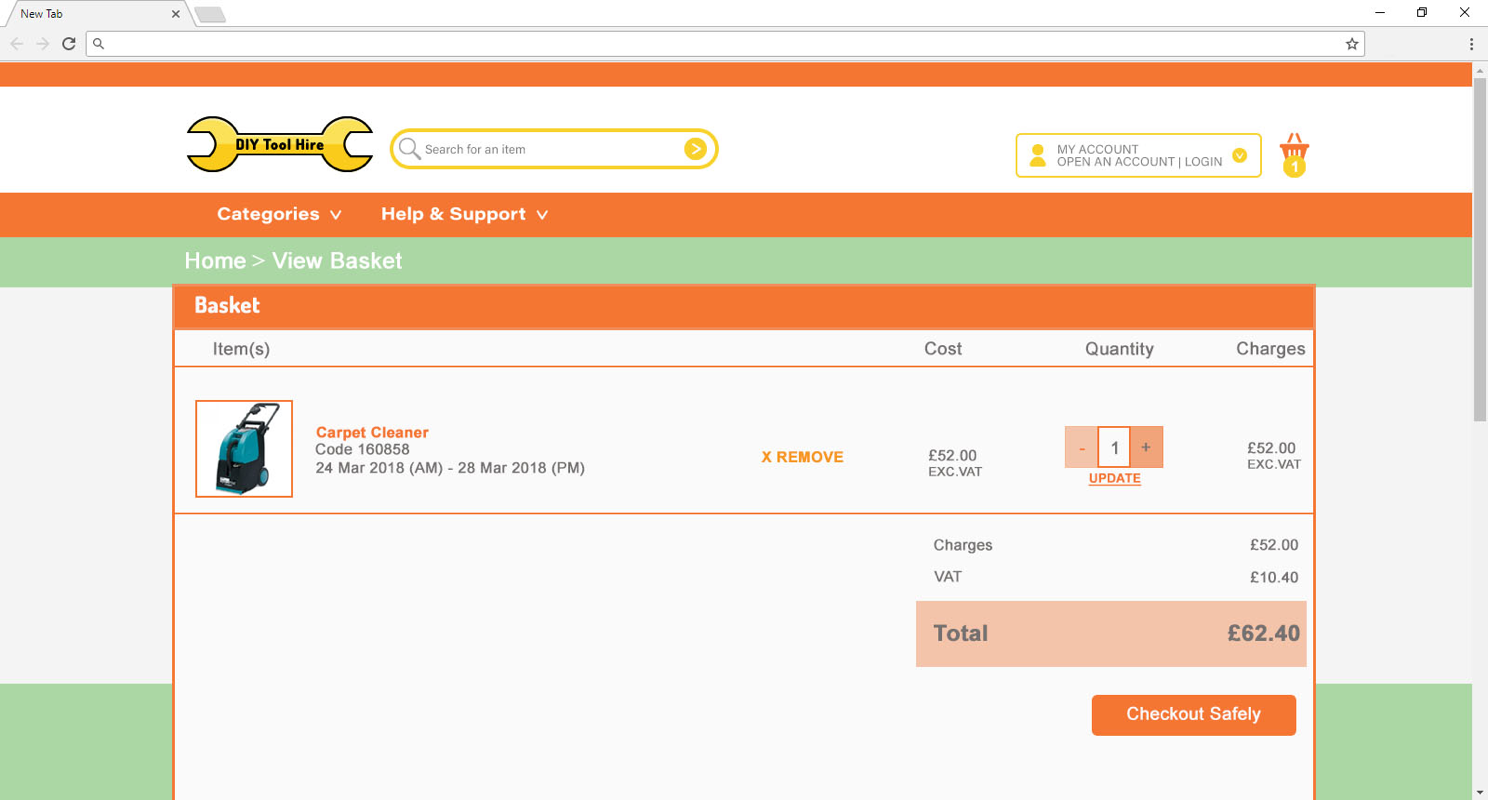 New Tab
DIY Tool Hire
Search for an item
MY ACCOUNT
OPEN AN ACCOUNT | LOGIN
1
Categories
Help & Support
Home > View Basket
Basket
Item(s) Cost Quantity Charges
Carpet Cleaner
Code 160858
24 Mar 2018 (AM) - 28 Mar 2018 (PM)
X REMOVE
£52.00
EXC.VAT
- 1 +
UPDATE
£52.00
EXC.VAT
Charges £52.00
VAT £10.40
Total £62.40
Checkout Safely